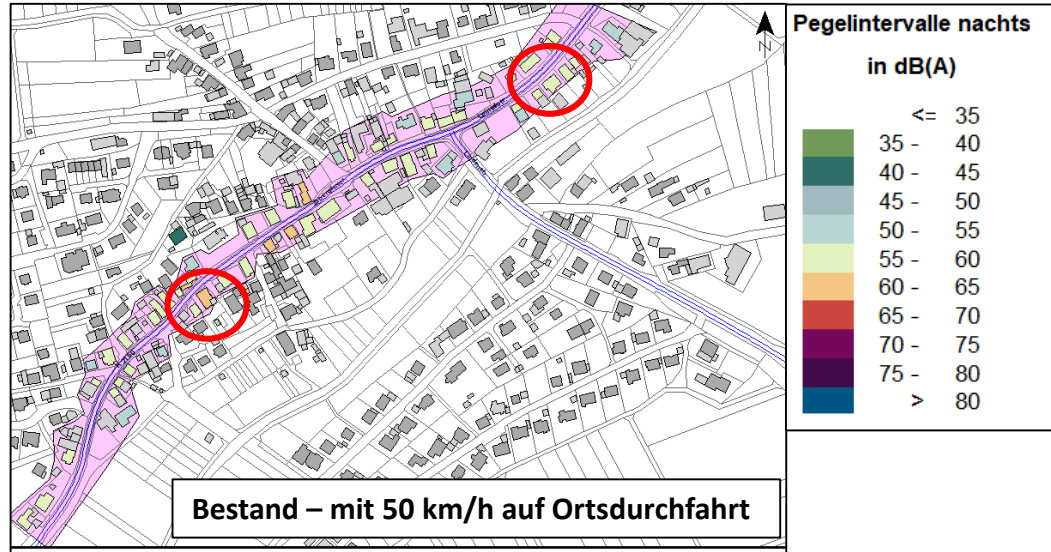 Pegelintervalle nachts
in dB(A)
<= 35
35 - 40
40 - 45
45 - 50
50 - 55
55 - 60
60 - 65
65 - 70
70 - 75
75 - 80
> 80
N
Bestand – mit 50 km/h auf Ortsdurchfahrt